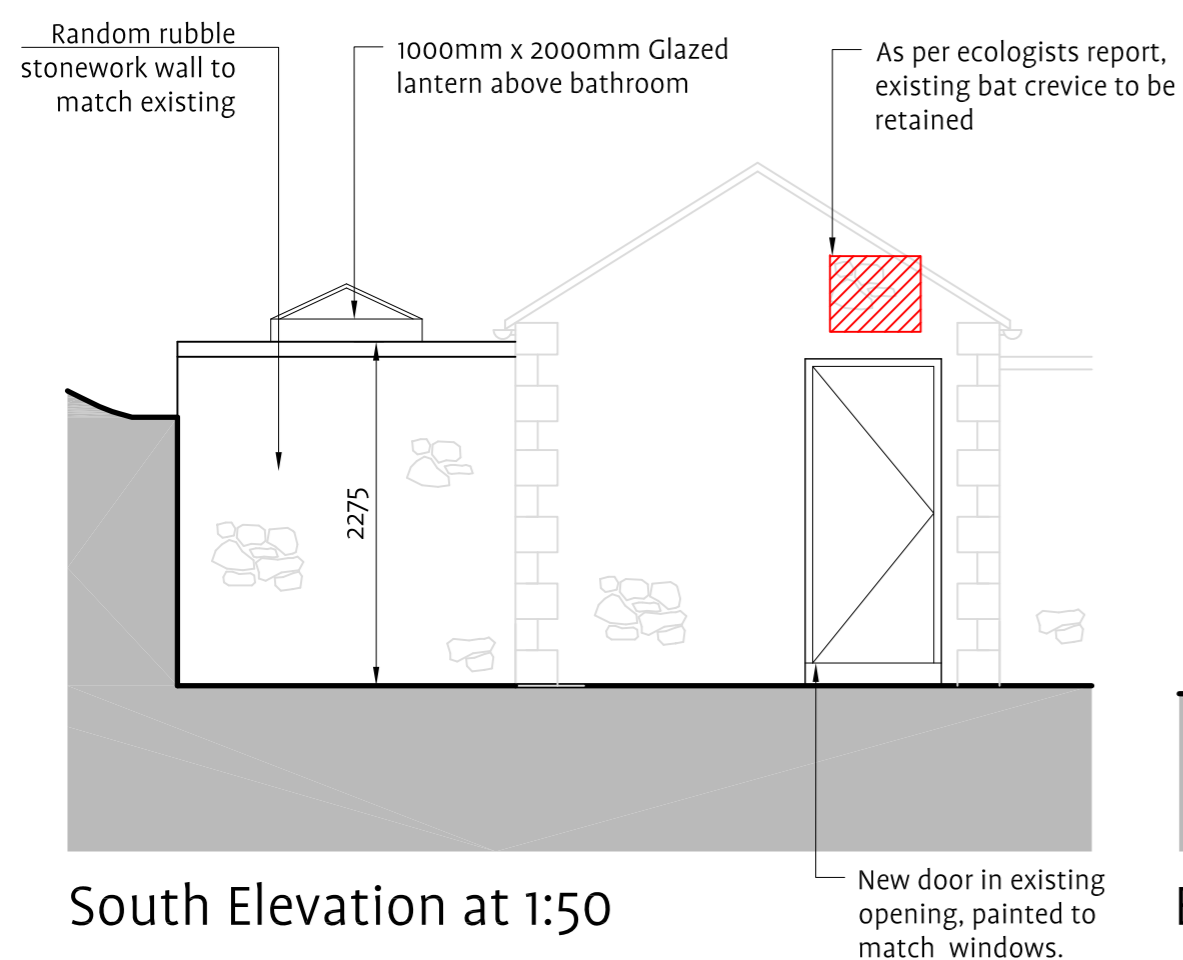 Random rubble
stonework wall to
match existing
1000mm x 2000mm Glazed
lantern above bathroom
As per ecologists report,
existing bat crevice to be
retained
2275
New door in existing
opening, painted to
match windows.
South Elevation at 1:50